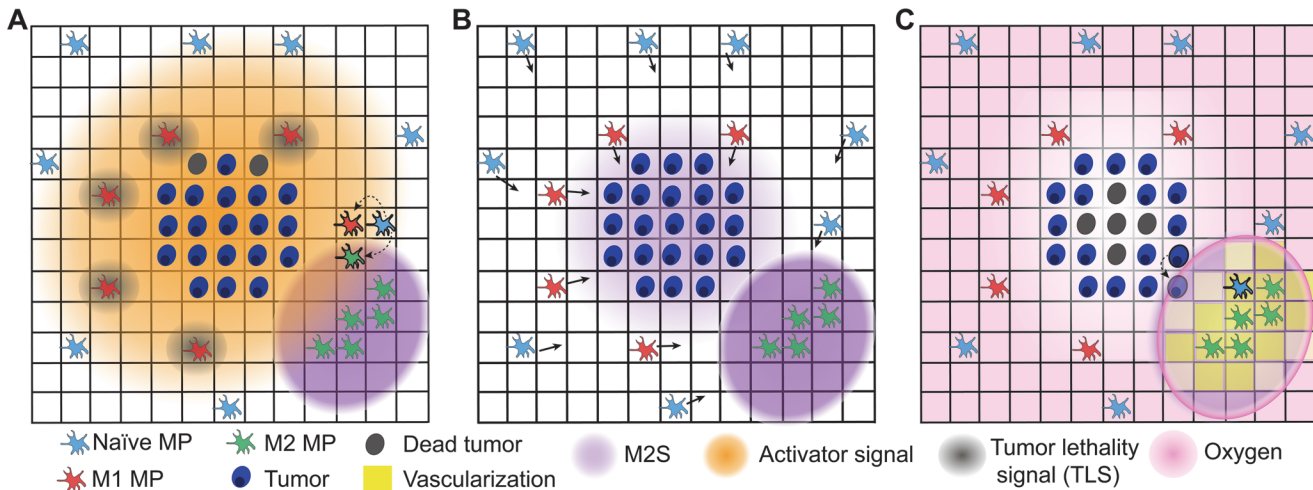 A
B
C
Naïve MP
M2 MP
Dead tumor
M2S
Activator signal
Tumor lethality
signal (TLS)
Oxygen
M1 MP
Tumor
Vascularization